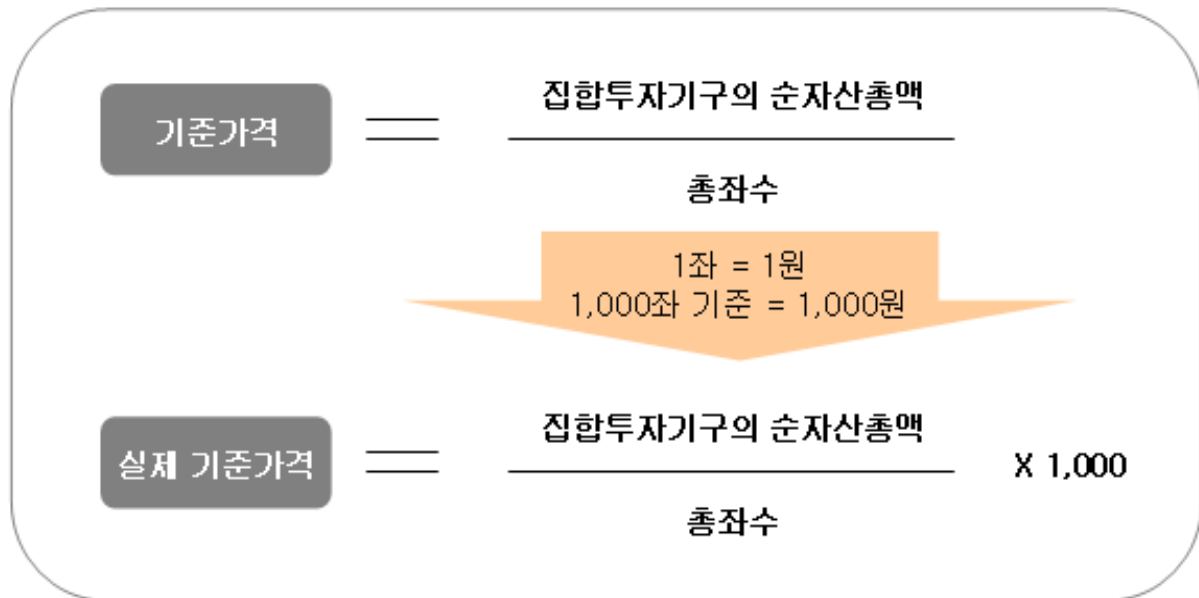 집합투자기구의 순자산총액
기준가격 =
총좌수
1좌 = 1원
1,000좌 기준 = 1,000원
집합투자기구의 순자산총액
실제 기준가격 = X 1,000
총좌수